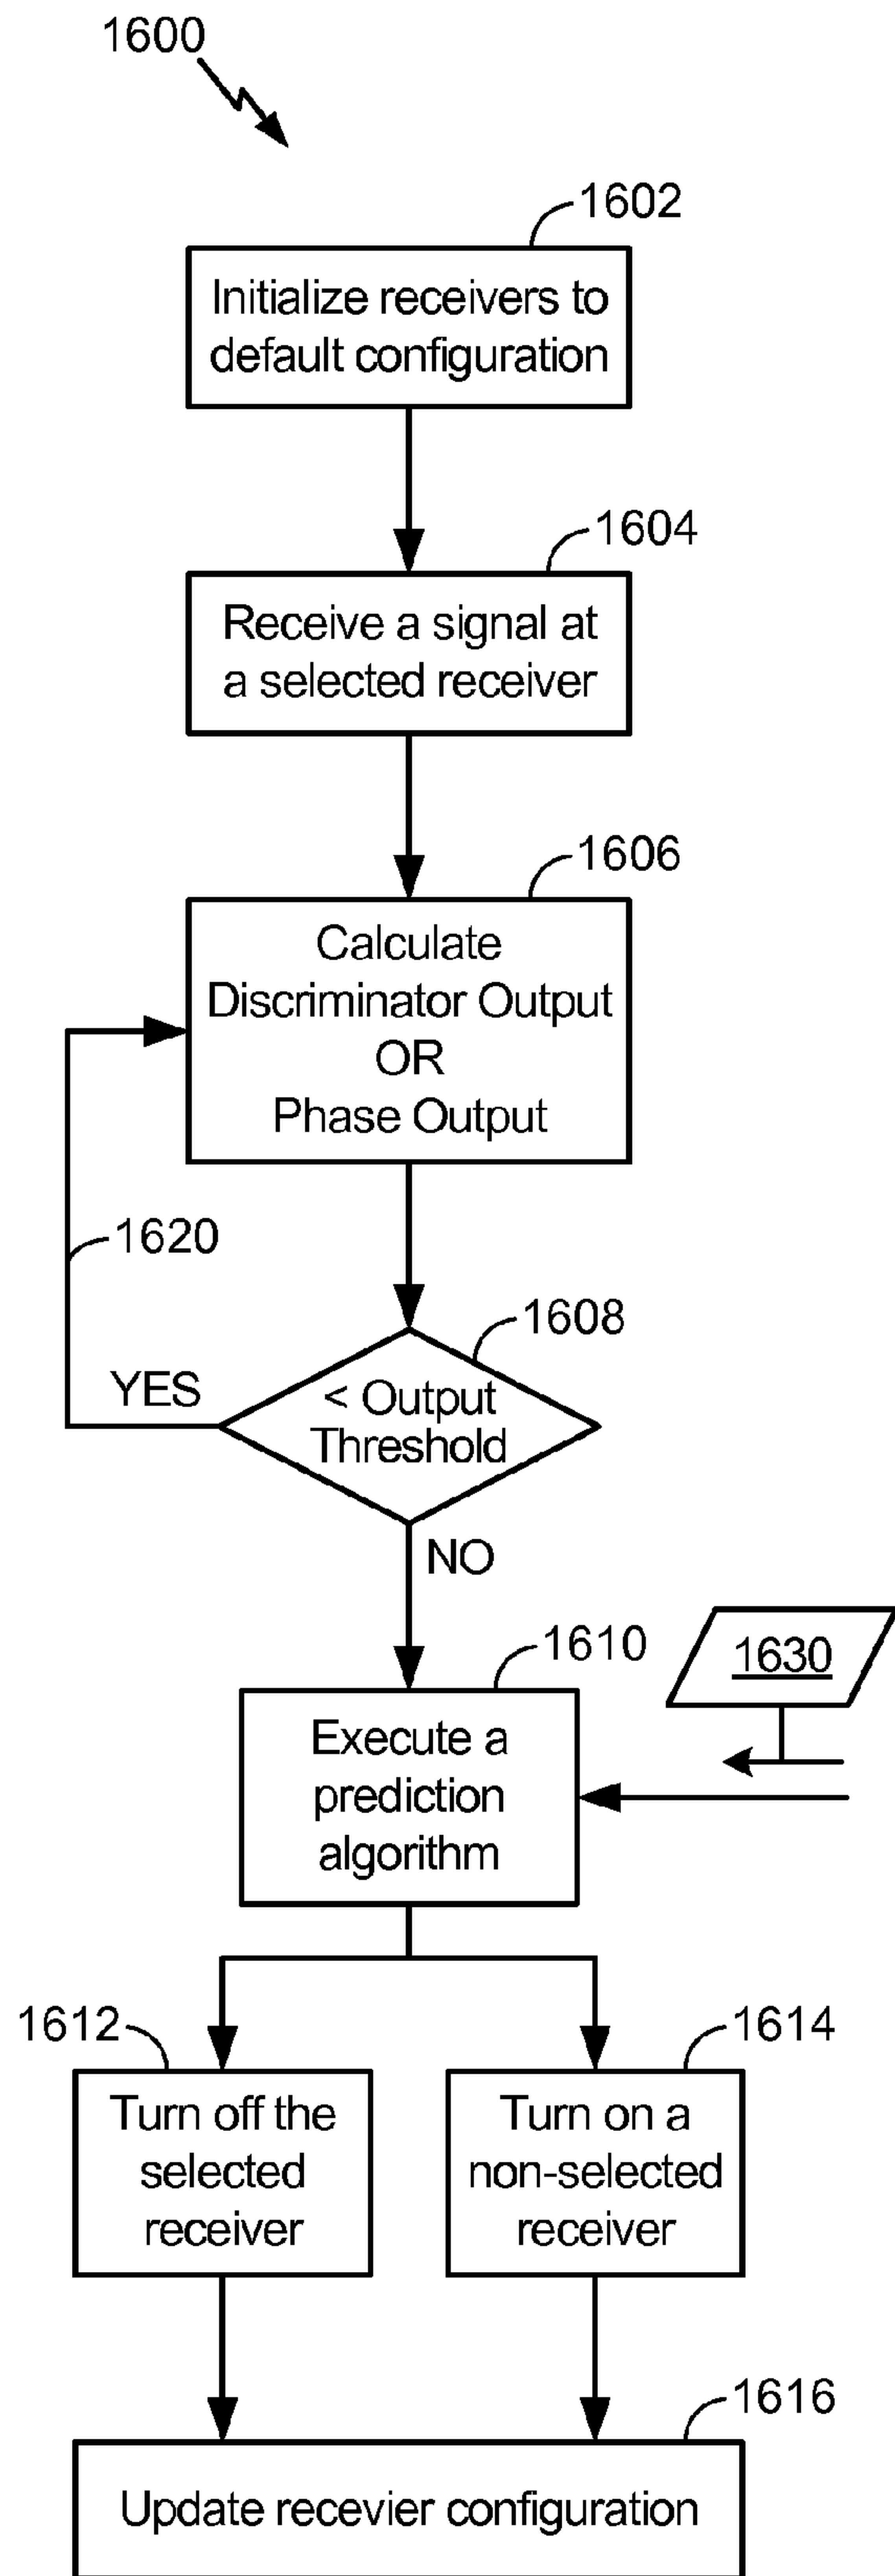 1600
1602
Initialize receivers to
default configuration
1604
Receive a signal at
a selected receiver
1606
Calculate
Discriminator Output
OR
Phase Output
1620
1608
YES
< Output
Threshold
NO
1610
1630
Execute a
prediction
algorithm
1612
1614
Turn off the
selected
receiver
Turn on a
non-selected
receiver
1616
Update recevier configuration